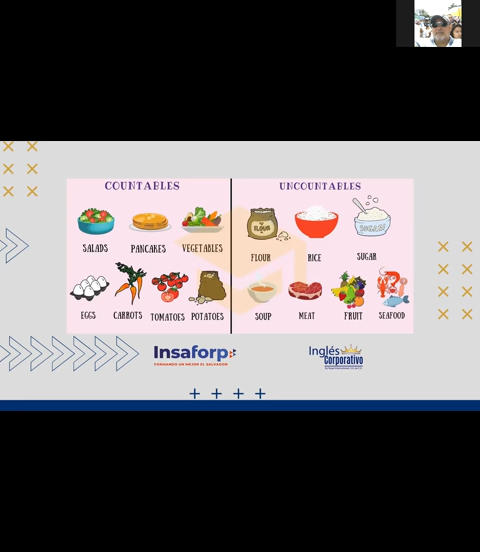 COUNTABLES
SALADS
PANCAKES
VEGETABLES
EGGS
CARROTS
TOMATOES
POTATOES
UNCOUNTABLES
FLOUR
FLOUR
RICE
SUGAR
SUGAR
SOUP
MEAT
FRUIT
SEAFOOD
Insaforp
FORMANDO UN MEJOR EL SALVADOR
Inglés
Corporativo